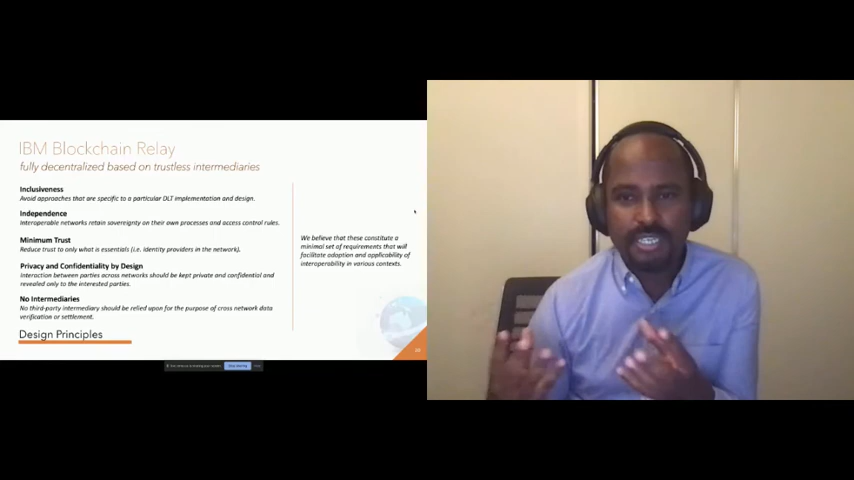 IBM Blockchain Relay
fully decentralized based on trustless intermediaries
Inclusiveness
Avoid approaches that are specific to a particular DLT implementation and design.
Independence
Interoperable networks retain sovereignty on their own processes and access control rules.
Minimum Trust
Reduce trust to only what is essentials (i.e. identity providers in the network).
Privacy and Confidentiality by Design
Interaction between parties across networks should be kept private and confidential and
revealed only to the interested parties.
No Intermediaries
No third-party intermediary should be relied upon for the purpose of cross network data
verification or settlement.
We believe that these constitute a
minimal set of requirements that will
facilitate adoption and applicability of
interoperability in various contexts.
Design Principles